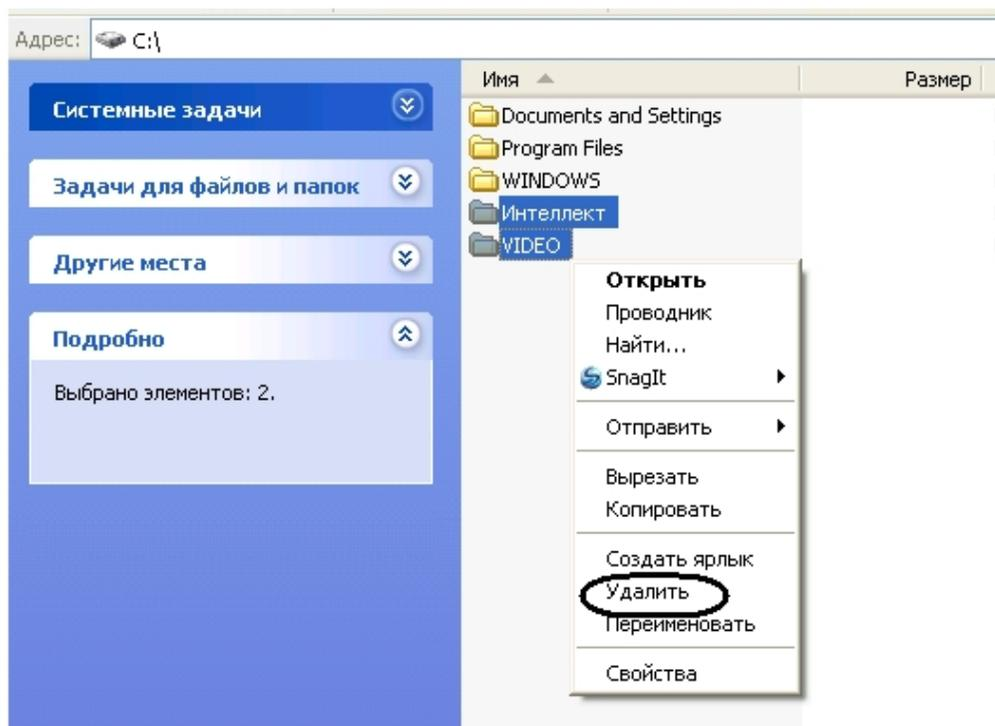 Адрес: C:\
Имя Размер
Системные задачи
Задачи для файлов и папок
Другие места
Подробно
Выбрано элементов: 2.
Documents and Settings
Program Files
WINDOWS
Интеллект
VIDEO
Открыть
Проводник
Найти...
SnagIt
Отправить
Вырезать
Копировать
Создать ярлык
Удалить
Переименовать
Свойства